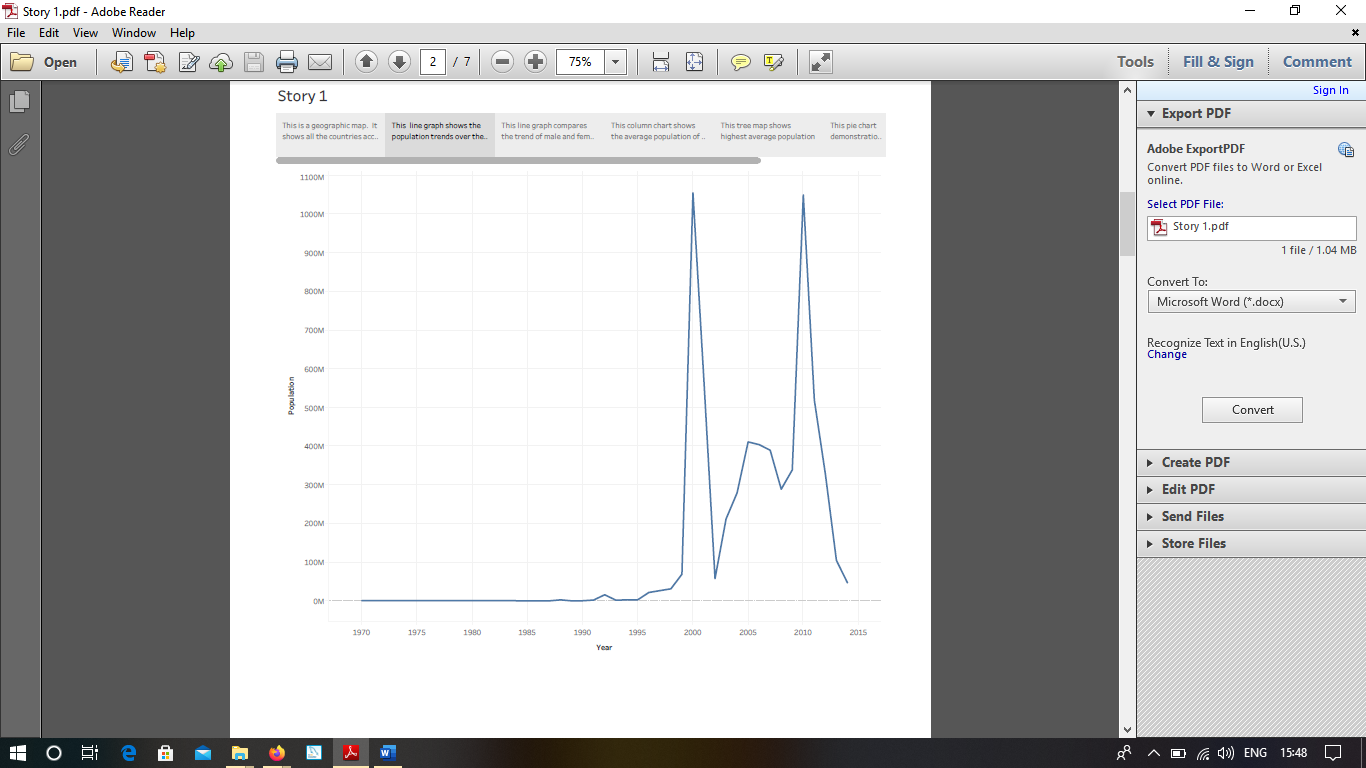 Story 1.pdf - Adobe Reader
File Edit View Window Help
Open 2 / 7 75% Tools Fill & Sign Comment
Sign In
Export PDF
Adobe ExportPDF
Convert PDF files to Word or Excel
online.
Select PDF File:
Story 1.pdf
1 file / 1.04 MB
Convert To:
Microsoft Word (*.docx)
Recognize Text in English(U.S.)
Change
Convert
Create PDF
Edit PDF
Send Files
Store Files
Story 1
This is a geographic map. It
shows all the countries acc..
This line graph shows the
population trends over the..
This line graph compares
the trend of male and fem..
This column chart shows
the average population of ..
This tree map shows
highest average population
This pie chart
demonstratio..
1100M
1000M
900M
800M
700M
600M
500M
400M
300M
200M
100M
0M
Population
1970 1975 1980 1985 1990 1995 2000 2005 2010 2015
Year
ENG 15:48